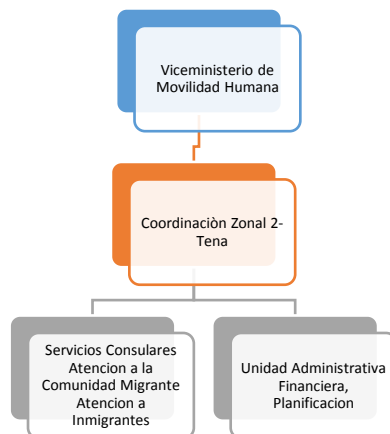 Viceministerio de
Movilidad Humana
Coordinaciòn Zonal 2-
Tena
Servicios Consulares
Atencion a la
Comunidad Migrante
Atencion a
Inmigrantes
Unidad Administrativa
Financiera,
Planificacion